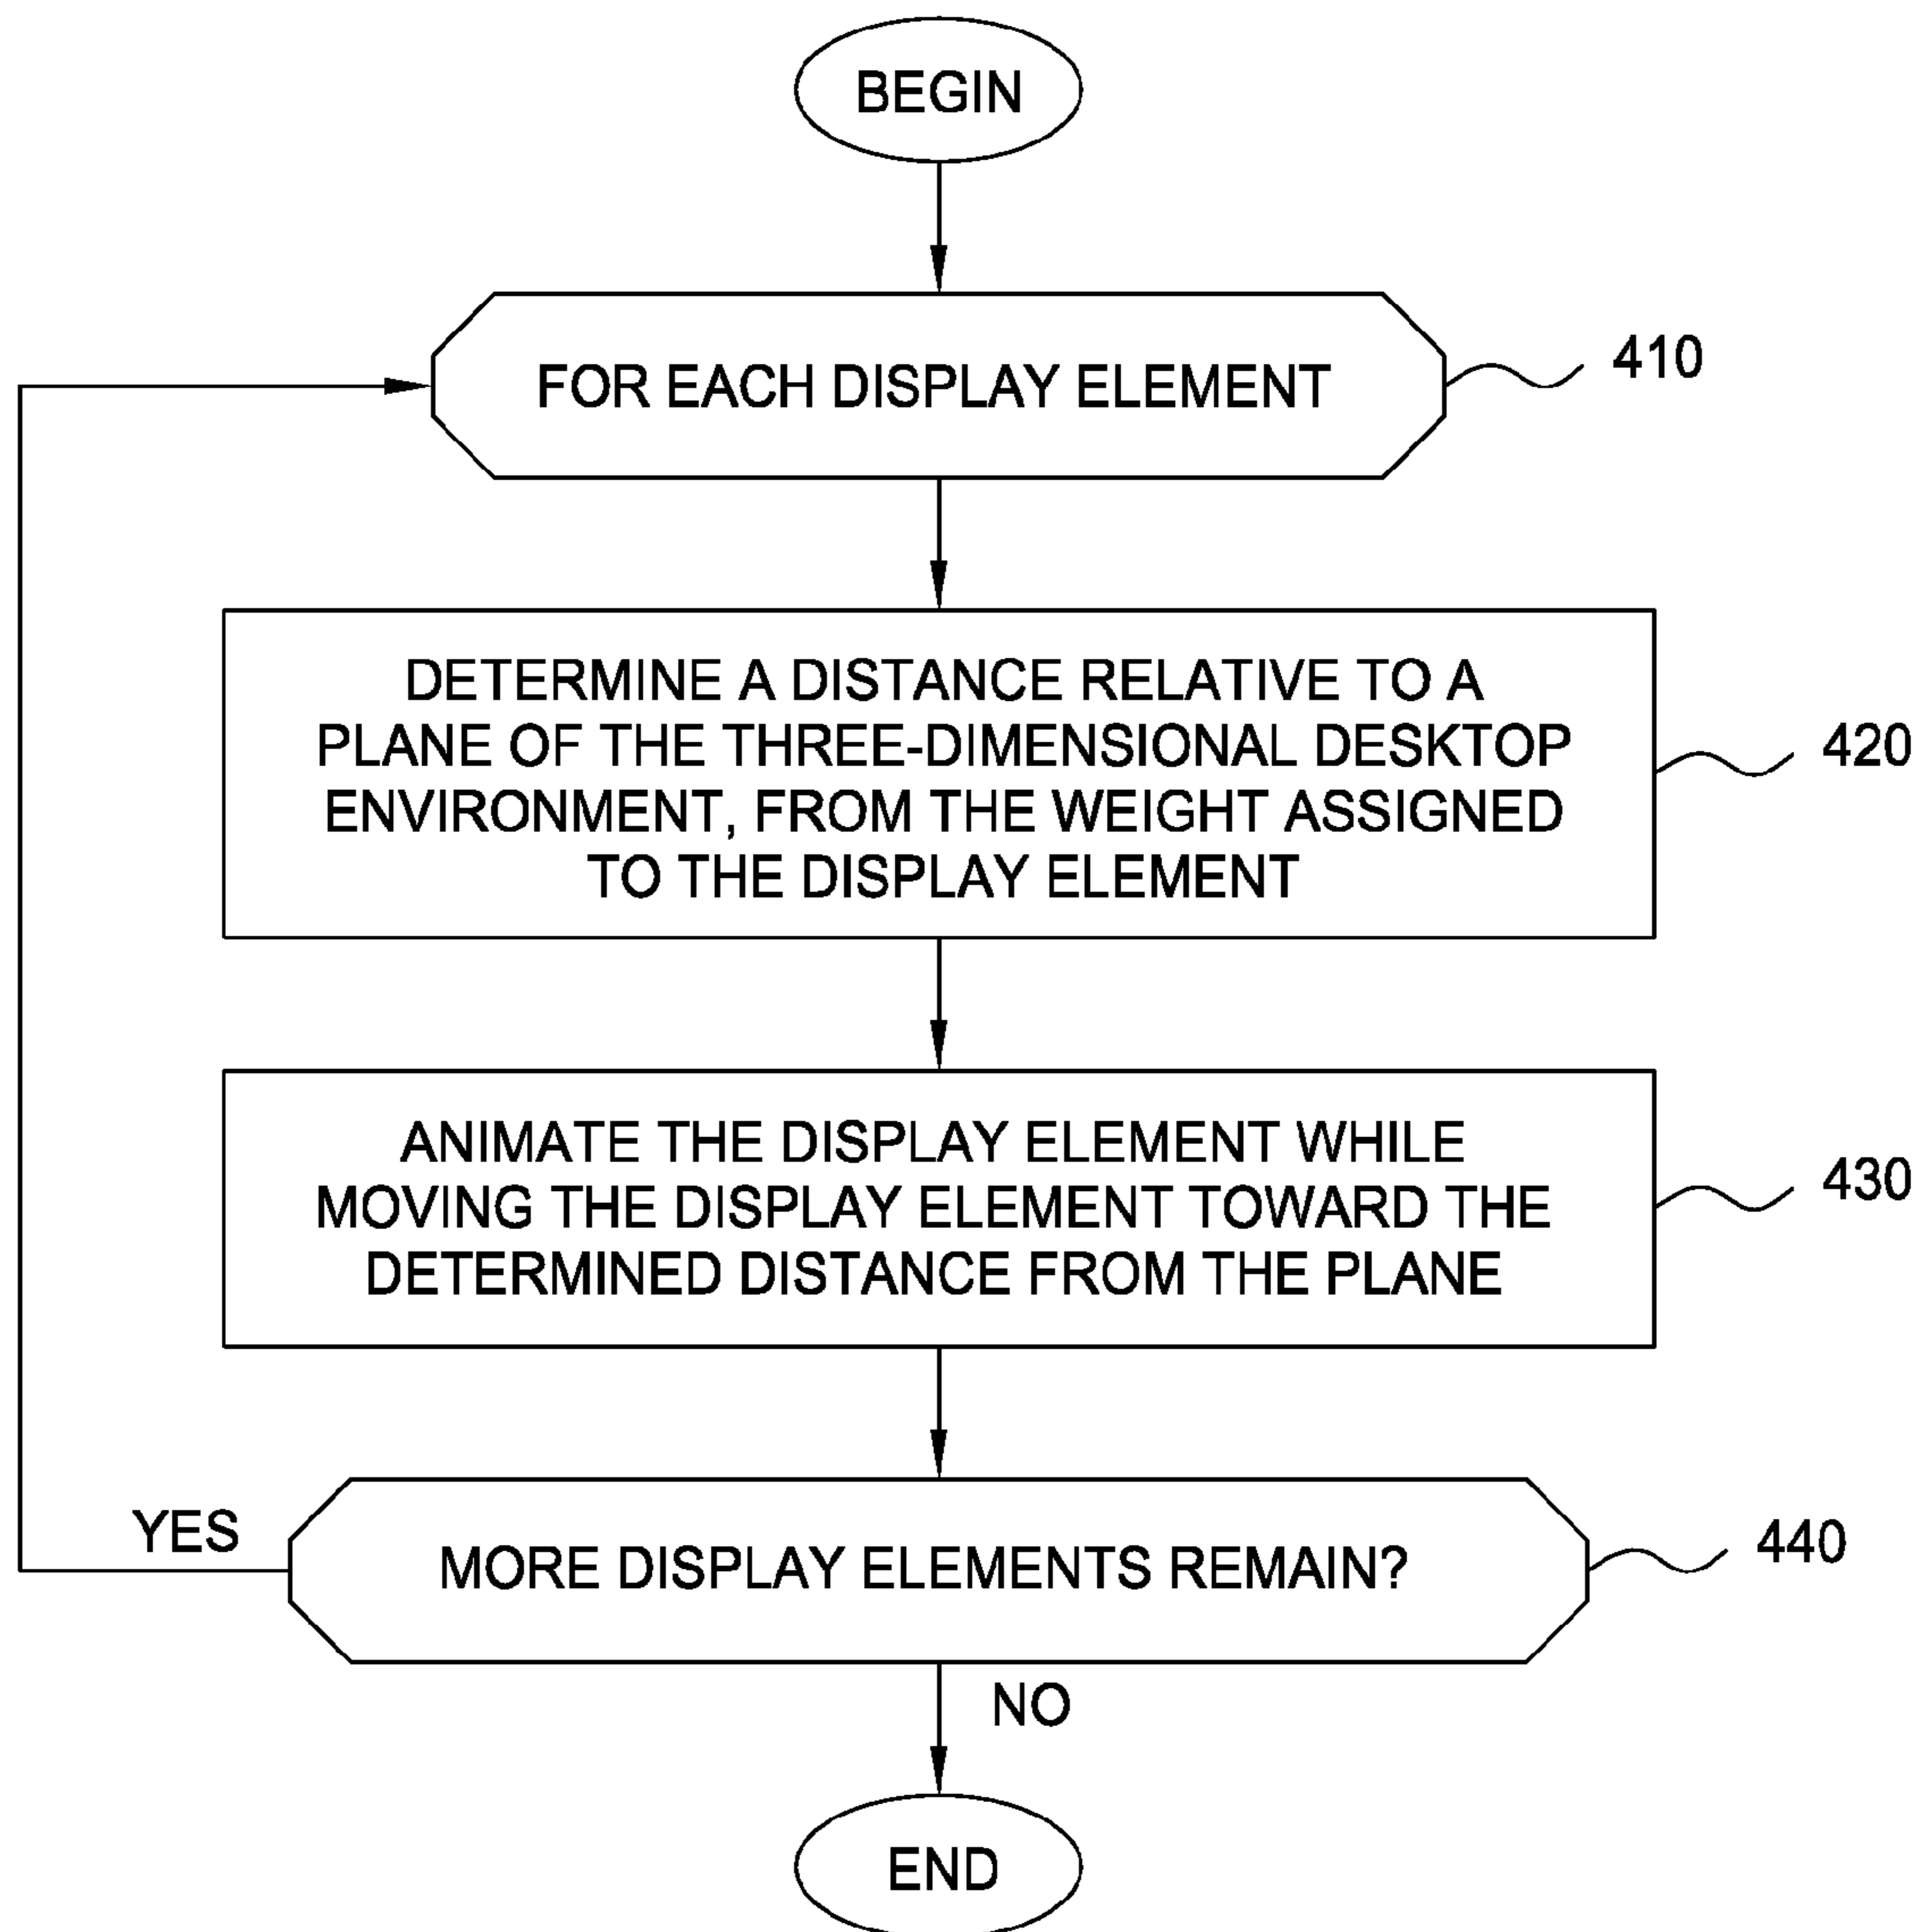 BEGIN
FOR EACH DISPLAY ELEMENT
410
DETERMINE A DISTANCE RELATIVE TO A
PLANE OF THE THREE-DIMENSIONAL DESKTOP
ENVIRONMENT, FROM THE WEIGHT ASSIGNED
TO THE DISPLAY ELEMENT
420
ANIMATE THE DISPLAY ELEMENT WHILE
MOVING THE DISPLAY ELEMENT TOWARD THE
DETERMINED DISTANCE FROM THE PLANE
430
YES
MORE DISPLAY ELEMENTS REMAIN?
440
NO
END